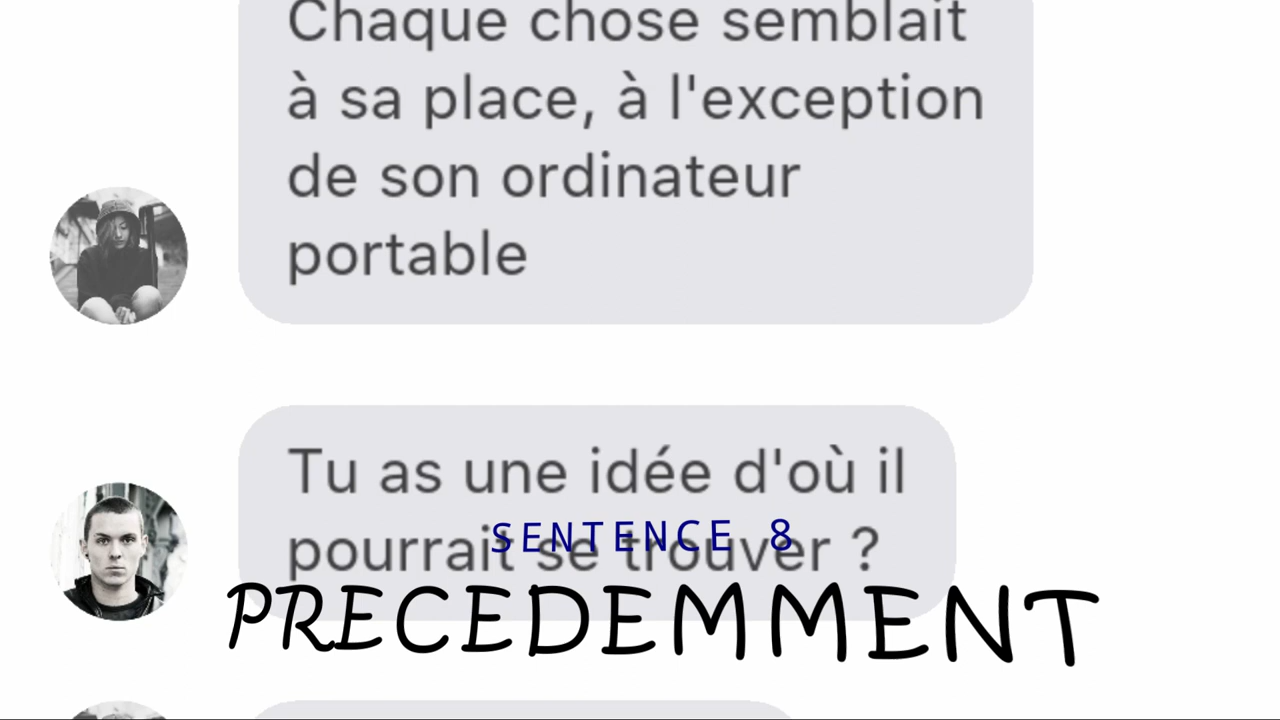 Chaque chose semblait
à sa place, à l'exception
de son ordinateur
portable
Tu as une idée d'où il
pourrait se trouver ?
SENTENCE 8
PRECEDEMMENT